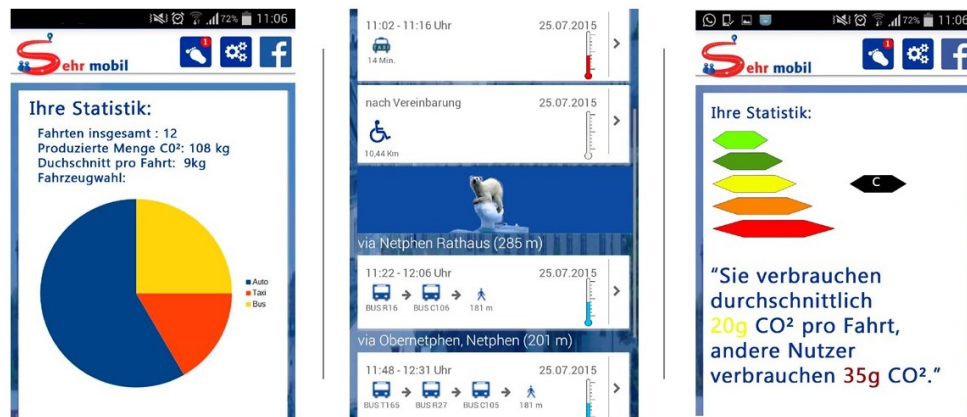 72% 11:06
Sehr mobil
1
f
Ihre Statistik:
Fahrten insgesamt : 12
Produzierte Menge C0²: 108 kg
Duchschnitt pro Fahrt: 9kg
Fahrzeugwahl:
Auto
Taxi
Bus
11:02 - 11:16 Uhr 25.07.2015
14 Min.
nach Vereinbarung 25.07.2015
10,44 Km
via Netphen Rathaus (285 m)
11:22 - 12:06 Uhr 25.07.2015
BUS R16 BUS C106 181 m
via Obernetphen, Netphen (201 m)
11:48 - 12:31 Uhr 25.07.2015
BUS T165 BUS R27 BUS C105 181 m
72% 11:06
Sehr mobil
1
f
Ihre Statistik:
C
“Sie verbrauchen
durchschnittlich
20g CO² pro Fahrt,
andere Nutzer
verbrauchen 35g CO².”